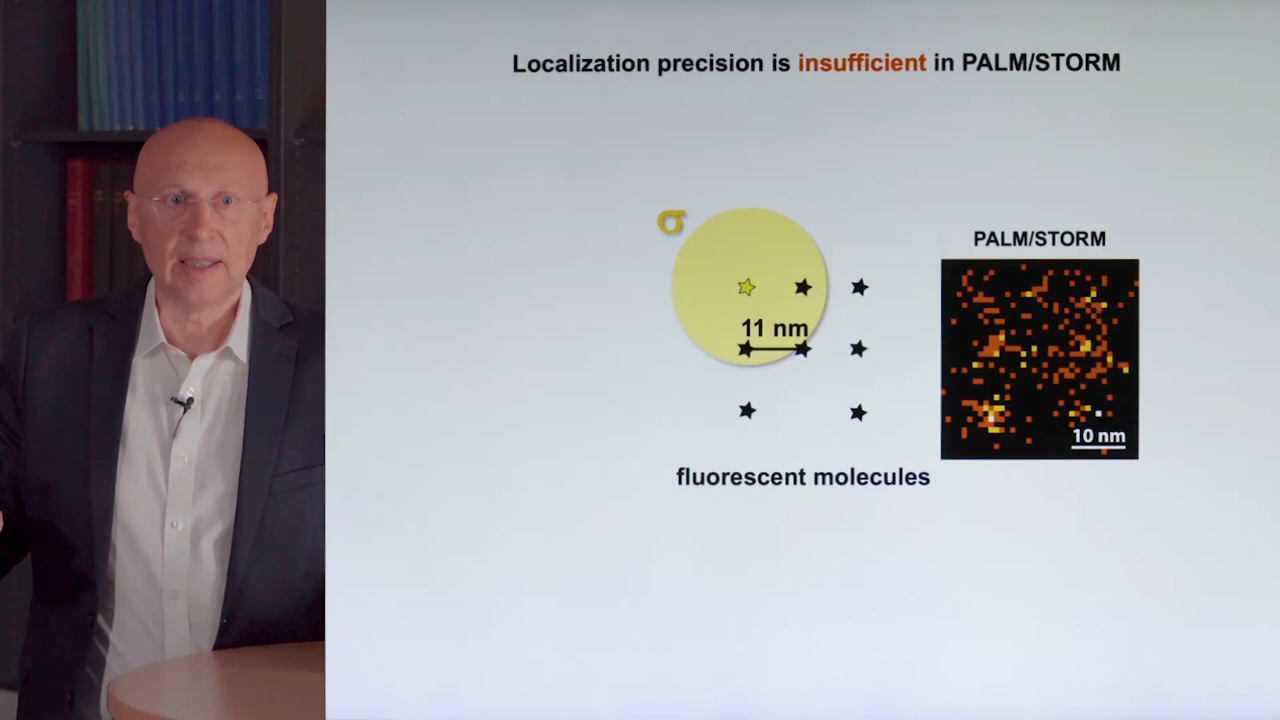 Localization precision is insufficient in PALM/STORM
σ
PALM/STORM
11 nm
10 nm
fluorescent molecules